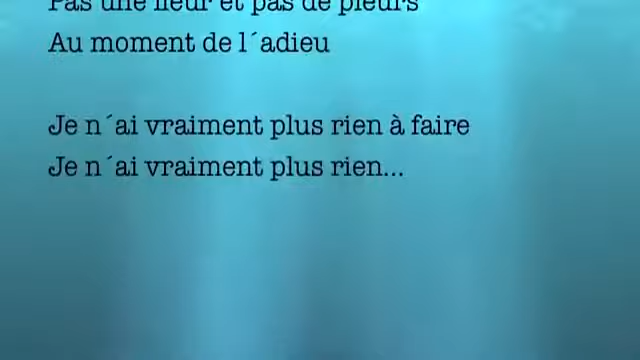 Pas une fleur et pas de pleurs
Au moment de l´adieu
Je n´ai vraiment plus rien à faire
Je n´ai vraiment plus rien...